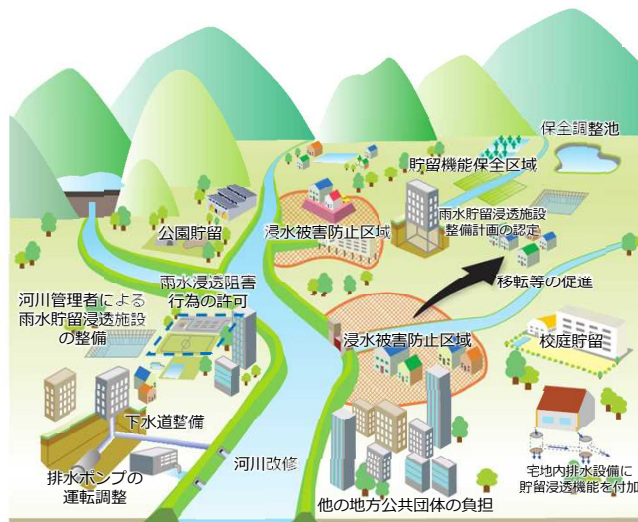 保全調整池
貯留機能保全区域
雨水貯留浸透施設
整備計画の認定
公園貯留
浸水被害防止区域
移転等の促進
雨水浸透阻害
行為の許可
河川管理者による
雨水貯留浸透施設
の整備
浸水被害防止区域
校庭貯留
下水道整備
河川改修
排水ポンプの
運転調整
他の地方公共団体の負担
宅地内排水設備に
貯留浸透機能を付加